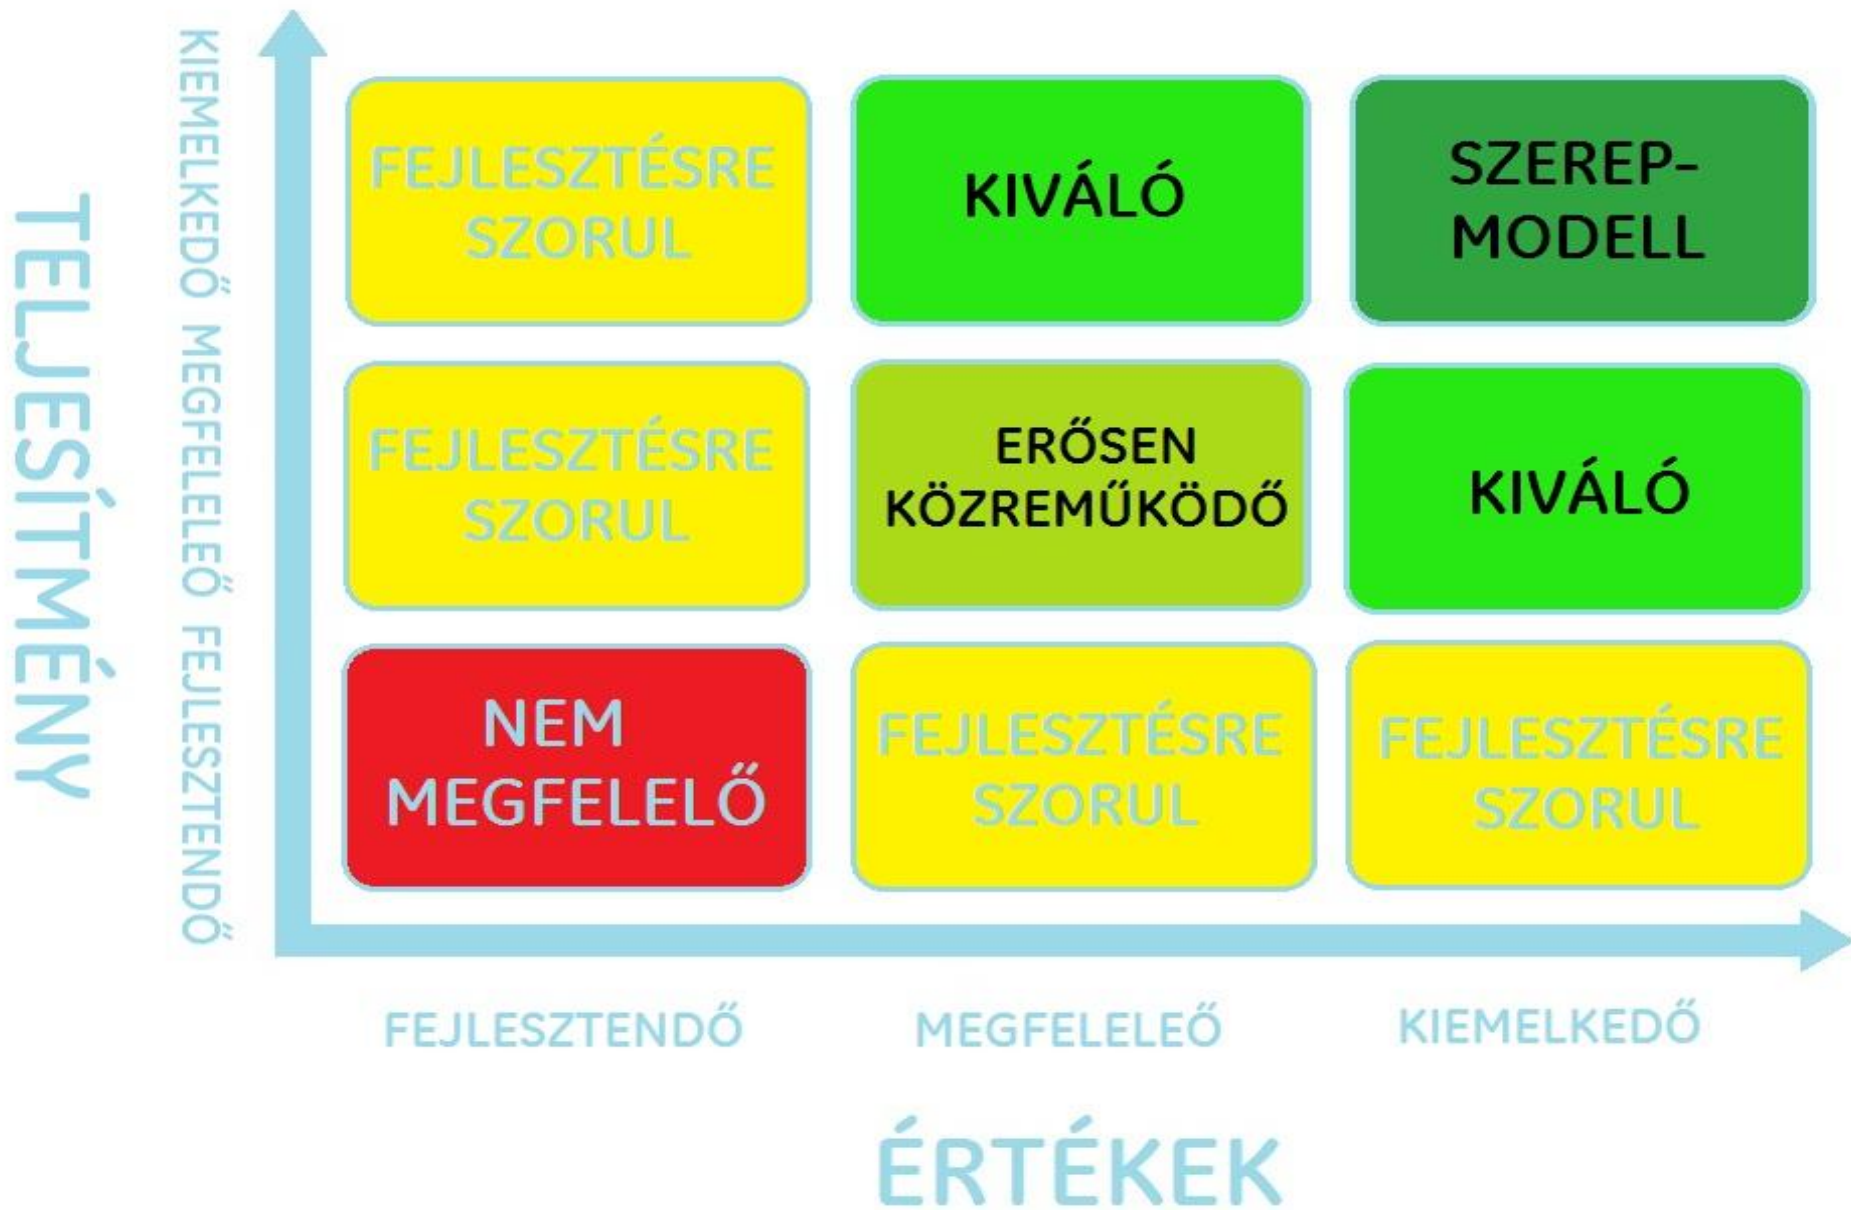 TELJESÍTMÉNY
KIEMELKEDŐ
MEGFELELEŐ
FEJLESZTENDŐ
FEJLESZTÉSRE
SZORUL
KIVÁLÓ
SZEREP-
MODELL
FEJLESZTÉSRE
SZORUL
ERŐSEN
KÖZREMŰKÖDŐ
KIVÁLÓ
NEM
MEGFELELŐ
FEJLESZTÉSRE
SZORUL
FEJLESZTÉSRE
SZORUL
FEJLESZTENDŐ
MEGFELELEŐ
KIEMELKEDŐ
ÉRTÉKEK